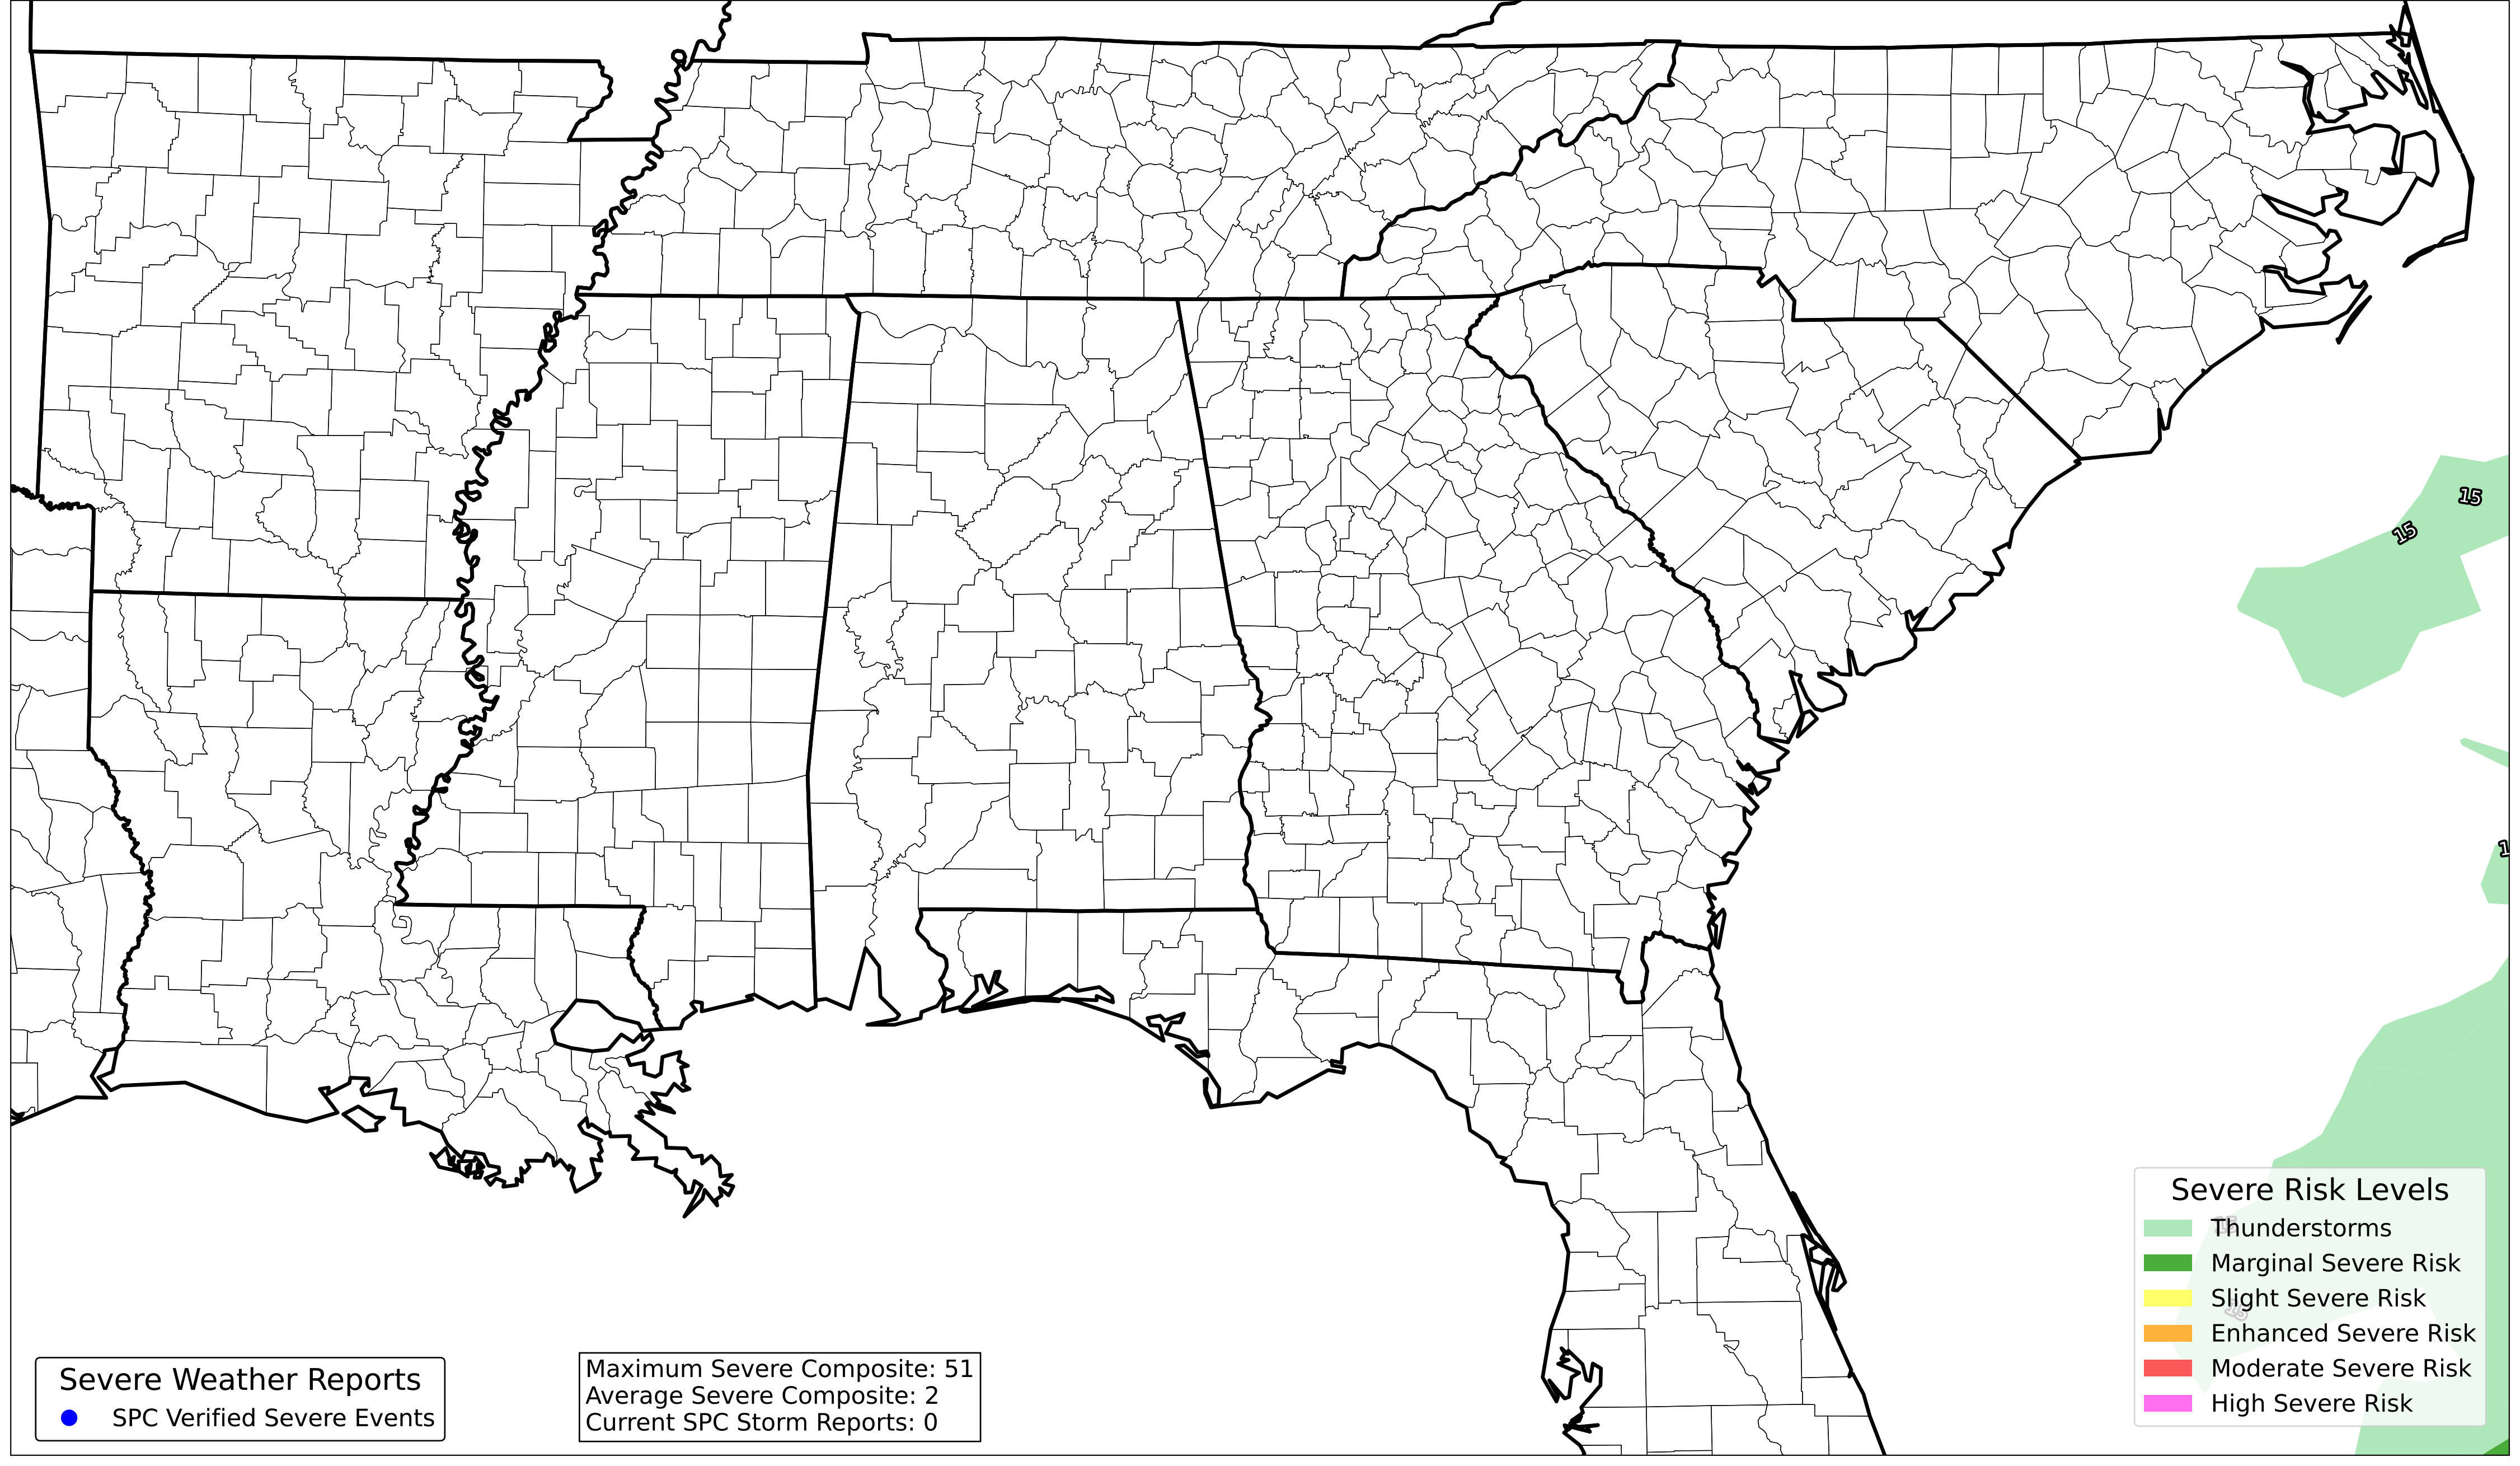 15
15
1
Severe Risk Levels
Thunderstorms
Marginal Severe Risk
Slight Severe Risk
Enhanced Severe Risk
Moderate Severe Risk
High Severe Risk
Severe Weather Reports
SPC Verified Severe Events
Maximum Severe Composite: 51
Average Severe Composite: 2
Current SPC Storm Reports: 0